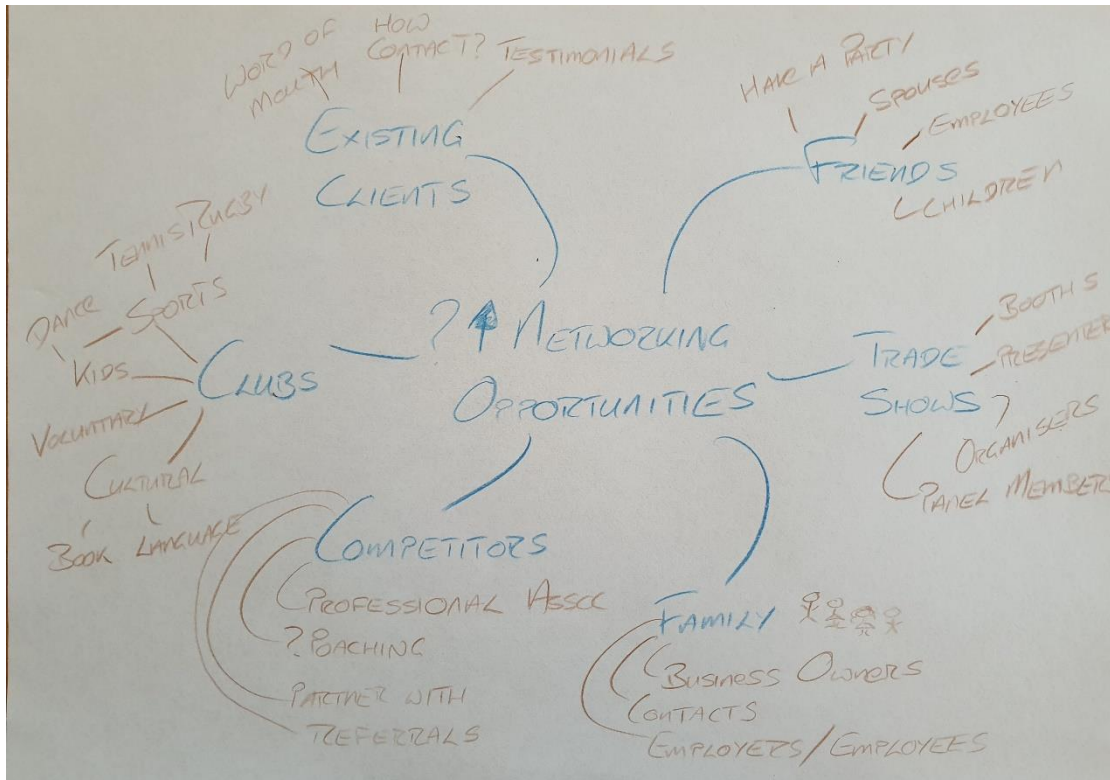 ? ↑ NETWORKING
OPPORTUNITIES
EXISTING
CLIENTS
WORD OF
MOUTH
HOW
CONTACT?
TESTIMONIALS
FRIENDS
HAVE A PARTY
SPOUSES
EMPLOYEES
CHILDREN
TRADE
SHOWS
BOOTHS
PRESENTER
ORGANISERS
PANEL MEMBER
FAMILY
BUSINESS OWNERS
CONTACTS
EMPLOYERS/EMPLOYEES
COMPETITORS
PROFESSIONAL ASSCC
? POACHING
PARTNER WITH
REFERRALS
CLUBS
SPORTS
TENNIS
RUGBY
KIDS
DANCE
VOLUNTARY
CULTURAL
BOOK
LANGUAGE